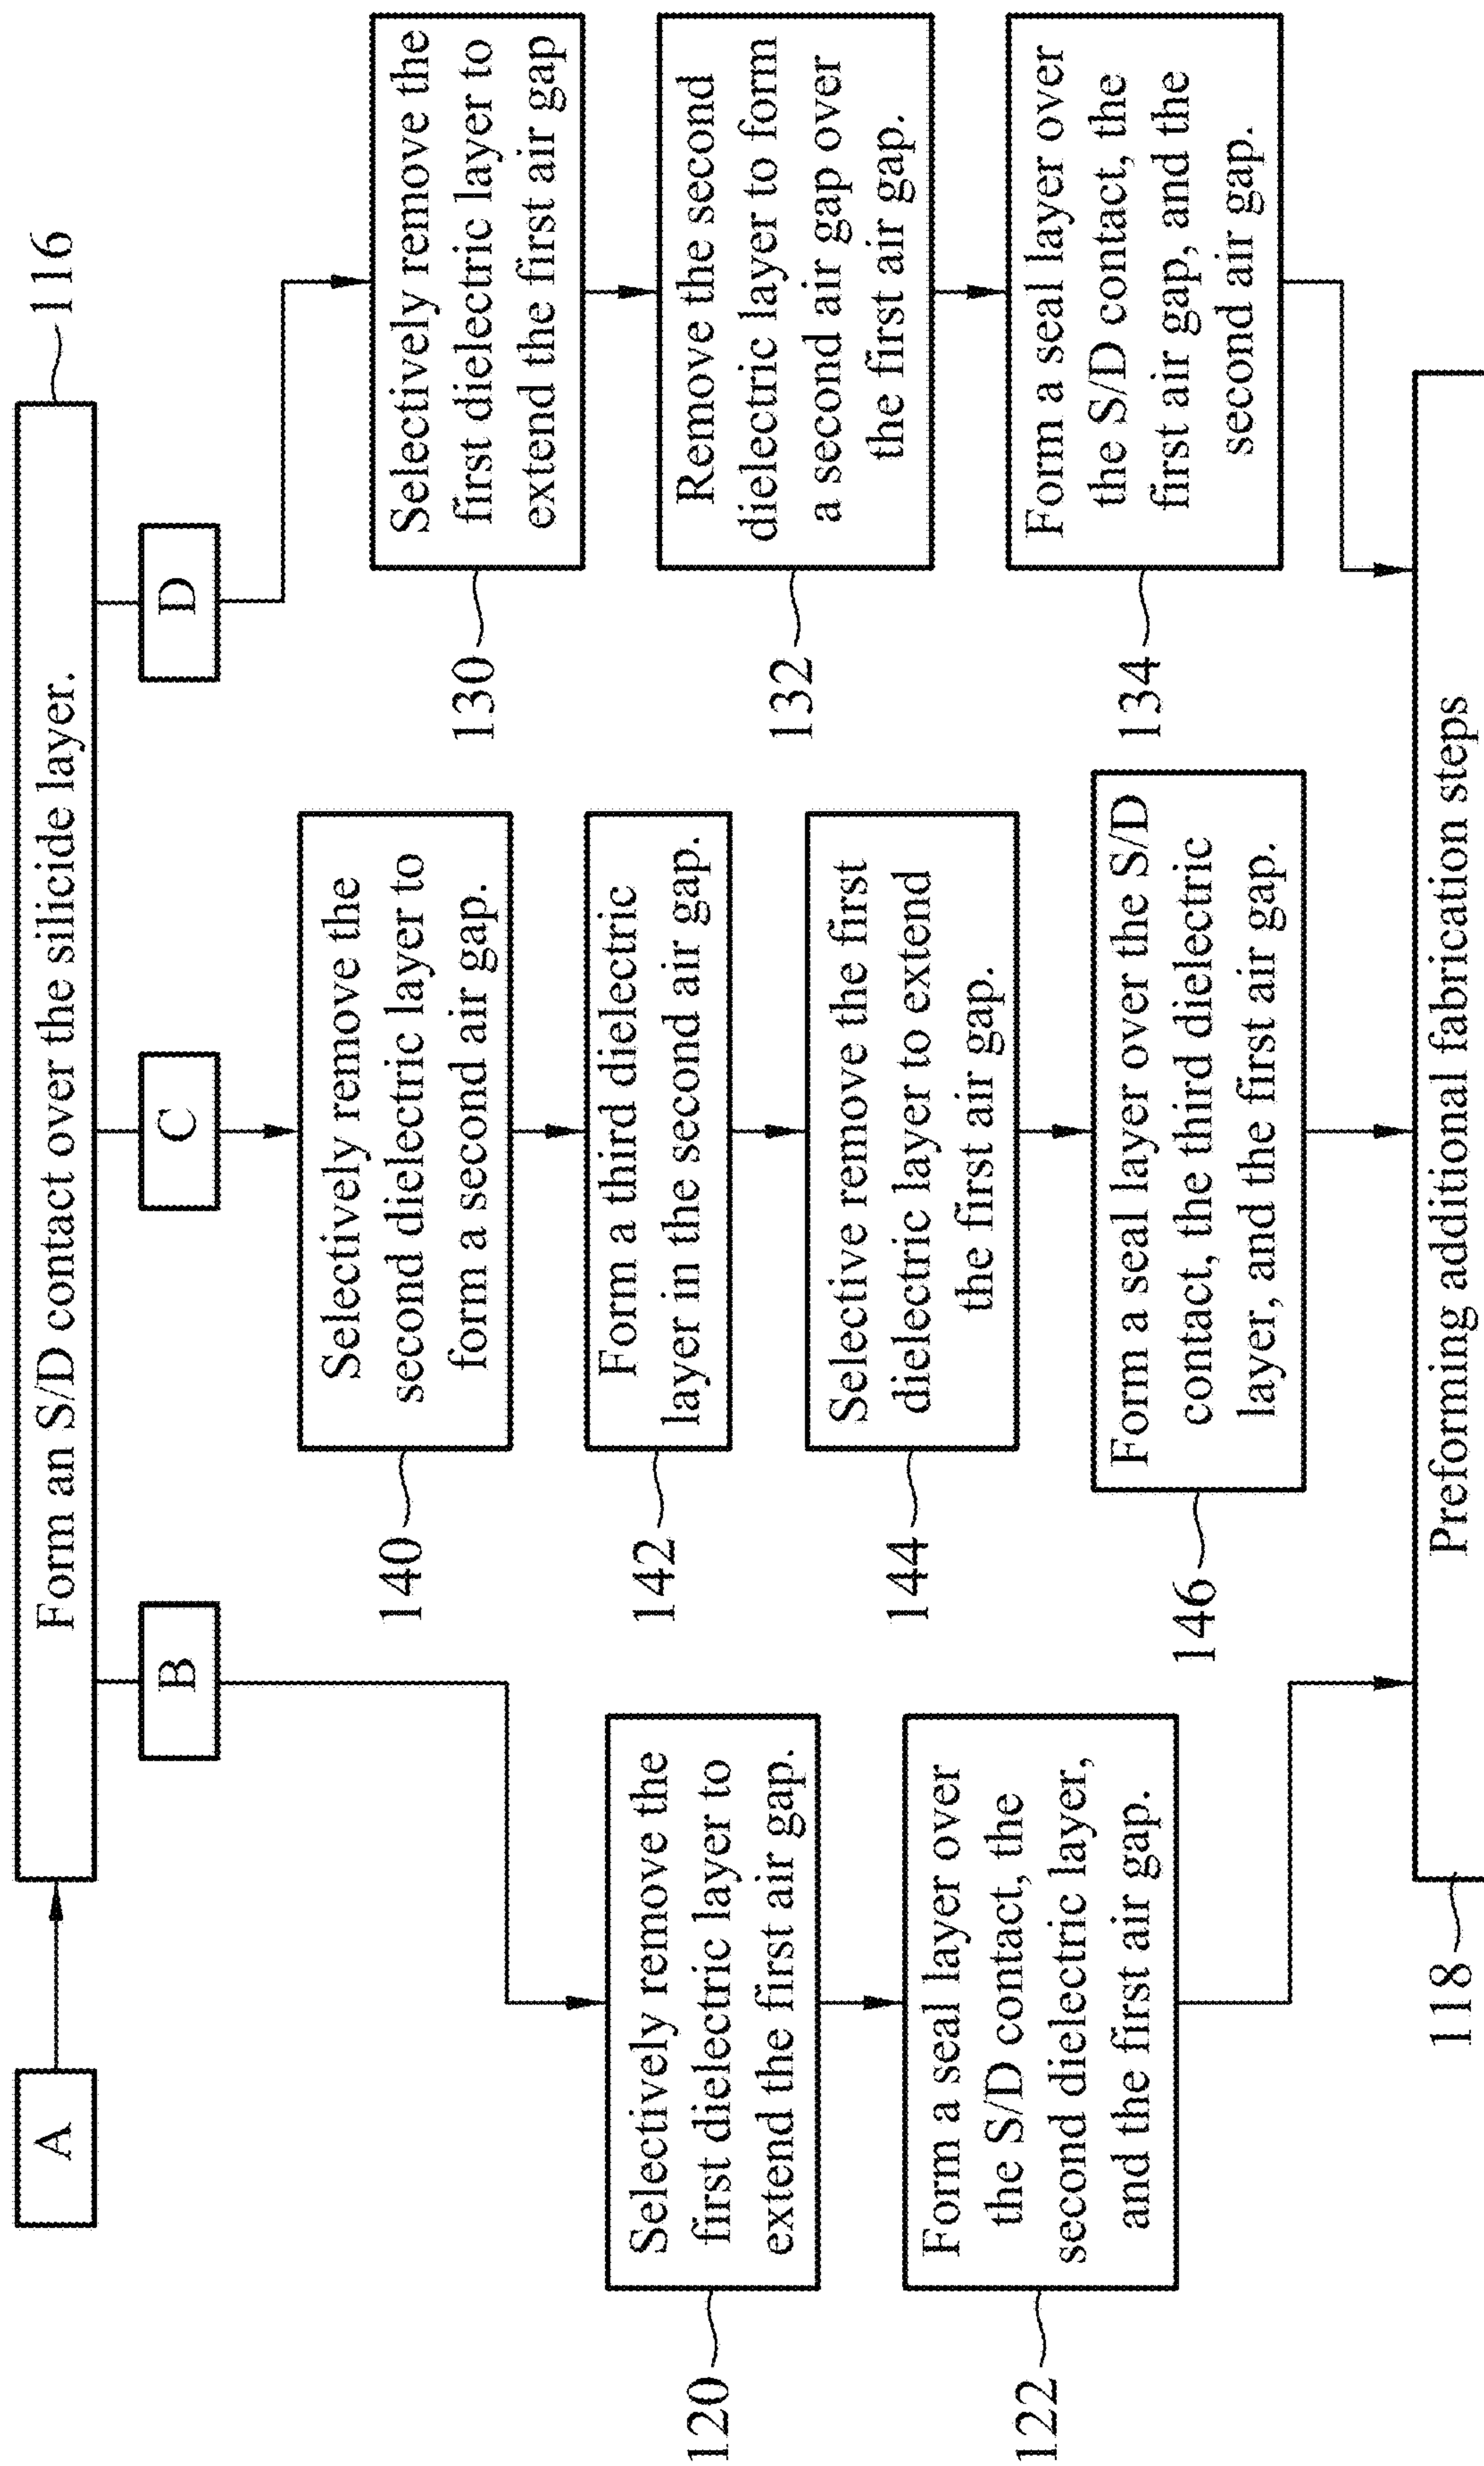 A
Form an S/D contact over the silicide layer.
116
B
C
D
120
Selectively remove the
first dielectric layer to
extend the first air gap.
122
Form a seal layer over
the S/D contact, the
second dielectric layer,
and the first air gap.
140
Selectively remove the
second dielectric layer to
form a second air gap.
142
Form a third dielectric
layer in the second air gap.
144
Selective remove the first
dielectric layer to extend
the first air gap.
146
Form a seal layer over the S/D
contact, the third dielectric
layer, and the first air gap.
130
Selectively remove the
first dielectric layer to
extend the first air gap
132
Remove the second
dielectric layer to form
a second air gap over
the first air gap.
134
Form a seal layer over
the S/D contact, the
first air gap, and the
second air gap.
118
Preforming additional fabrication steps